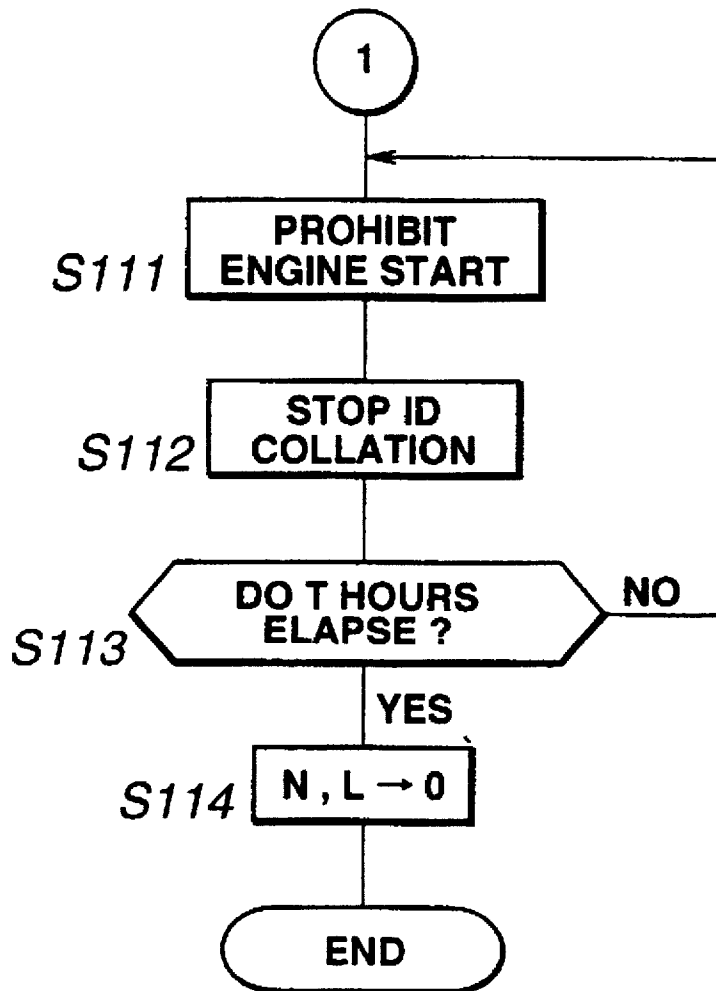 1
PROHIBIT
ENGINE START
S111
STOP ID
COLLATION
S112
DO T HOURS
ELAPSE ?
NO
S113
YES
N , L → 0
S114
END